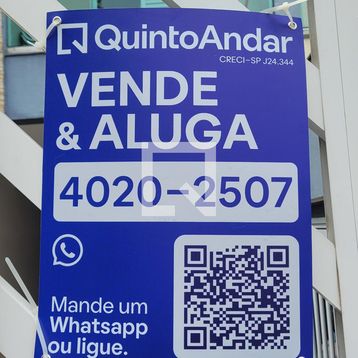 QuintoAndar
CRECI-SP J24.344
VENDE
& ALUGA
4020-2507
Mande um
Whatsapp
ou ligue.